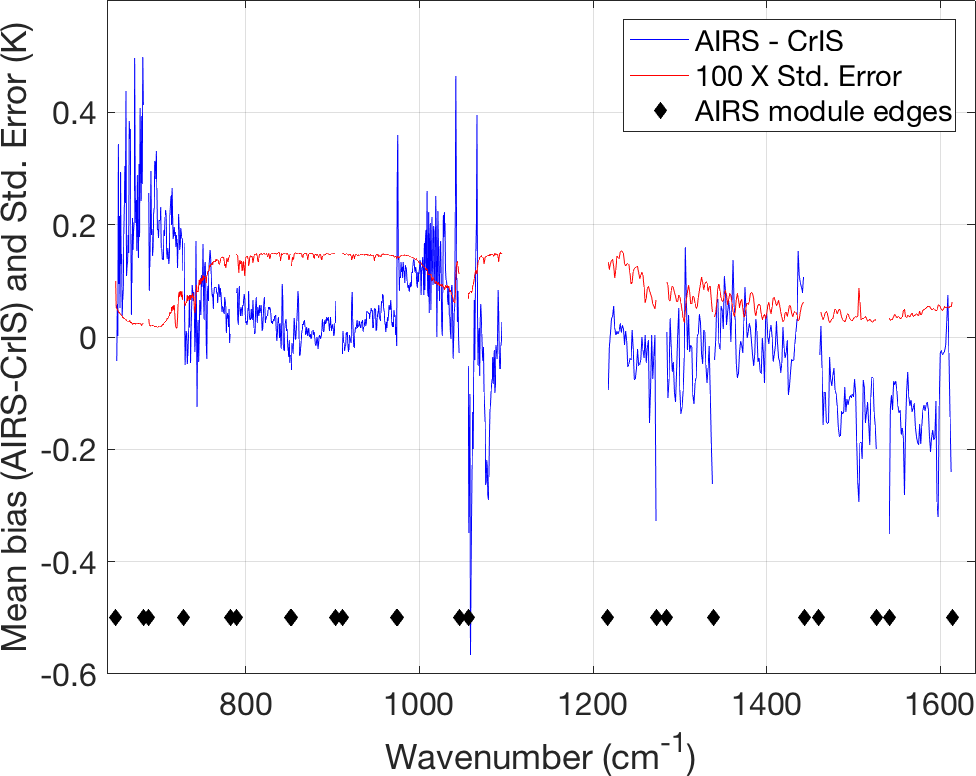 Mean bias (AIRS-CrIS) and Std. Error (K)
0.4
0.2
0
-0.2
-0.4
-0.6
AIRS - CrIS
100 X Std. Error
AIRS module edges
800 1000 1200 1400 1600
Wavenumber (cm-1)